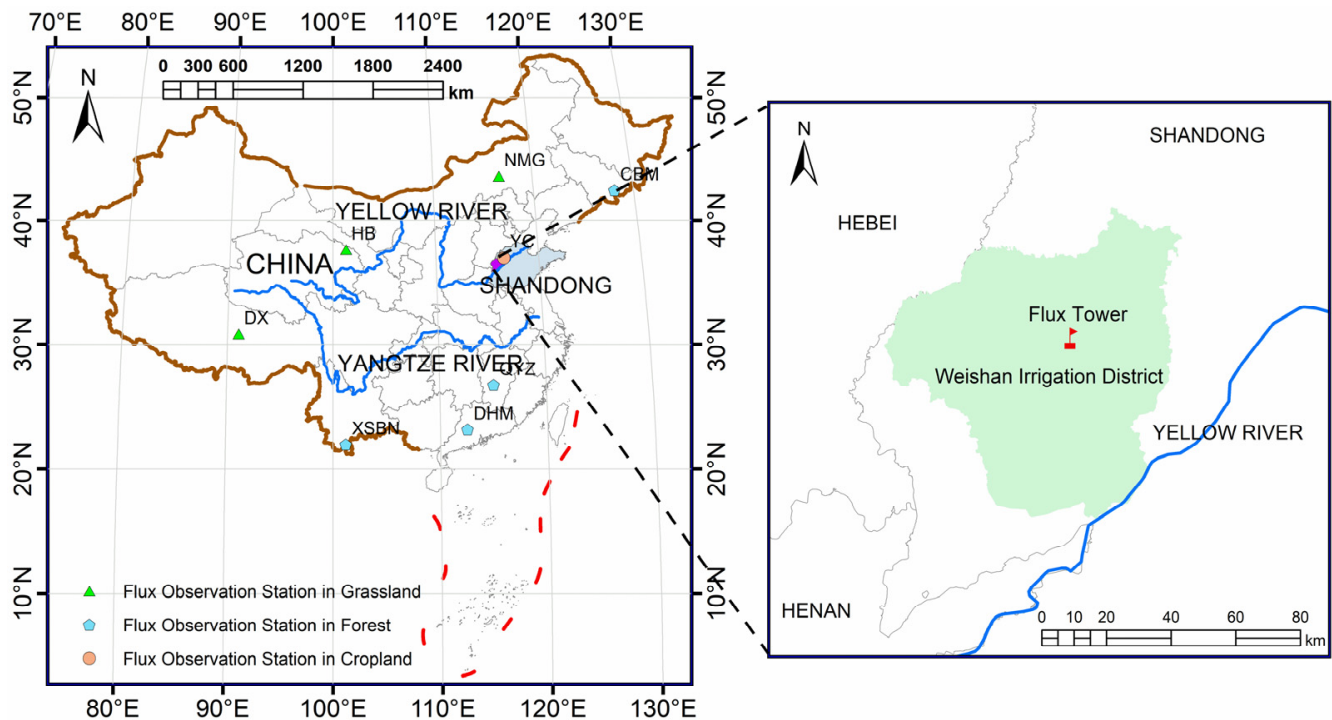 70°E 80°E 90°E 100°E 110°E 120°E 130°E
0 300 600 1200 1800 2400
km
N
50°N
50°N
40°N
40°N
30°N
30°N
20°N
20°N
10°N
10°N
NMG
CBM
YELLOW RIVER
HB
YC
CHINA
SHANDONG
DX
YANGTZE RIVER
QYZ
DHM
XSBN
Flux Observation Station in Grassland
Flux Observation Station in Forest
Flux Observation Station in Cropland
80°E 90°E 100°E 110°E 120°E 130°E
N
SHANDONG
HEBEI
Flux Tower
Weishan Irrigation District
YELLOW RIVER
HENAN
0 10 20 40 60 80
km